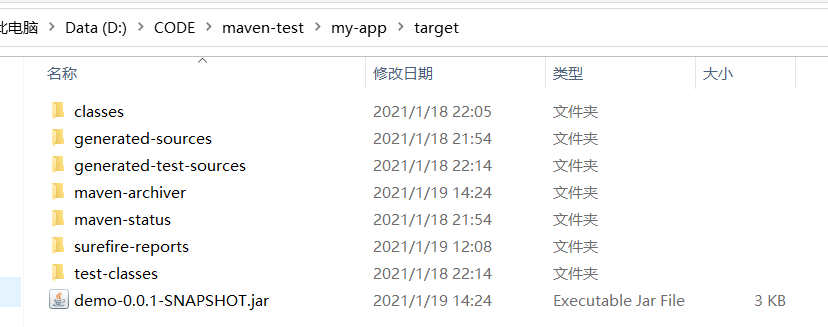 此电脑 > Data (D:) > CODE > maven-test > my-app > target
名称 修改日期 类型 大小
classes 2021/1/18 22:05 文件夹
generated-sources 2021/1/18 21:54 文件夹
generated-test-sources 2021/1/18 22:14 文件夹
maven-archiver 2021/1/19 14:24 文件夹
maven-status 2021/1/18 21:54 文件夹
surefire-reports 2021/1/19 12:08 文件夹
test-classes 2021/1/18 22:14 文件夹
demo-0.0.1-SNAPSHOT.jar 2021/1/19 14:24 Executable Jar File 3 KB